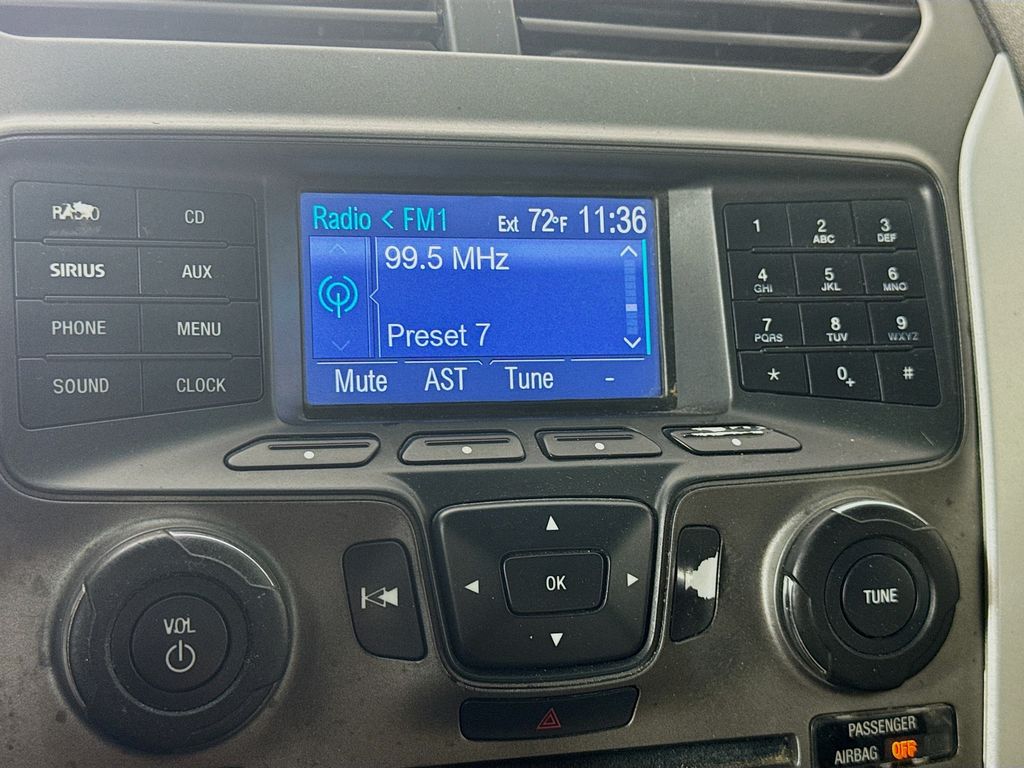 Radio < FM1 Ext 72°F 11:36
99.5 MHz
Preset 7
Mute AST Tune -
RADIO CD
SIRIUS AUX
PHONE MENU
SOUND CLOCK
1 2 ABC 3 DEF
4 GHI 5 JKL 6 MNO
7 PQRS 8 TUV 9 WXYZ
* 0+ #
VOL
OK
TUNE
PASSENGER
AIRBAG OFF